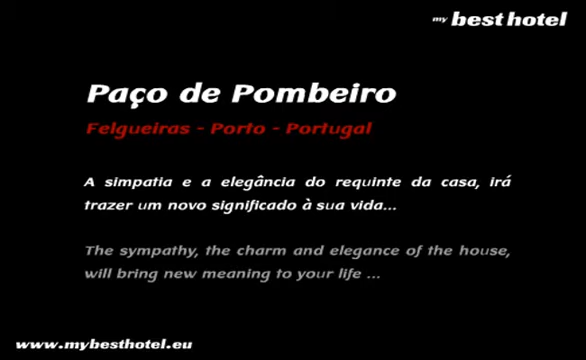 my best hotel
Paço de Pombeiro
Felgueiras - Porto - Portugal
A simpatia e a elegância do requinte da casa, irá
trazer um novo significado à sua vida...
The sympathy, the charm and elegance of the house,
will bring new meaning to your life ...
www.mybesthotel.eu